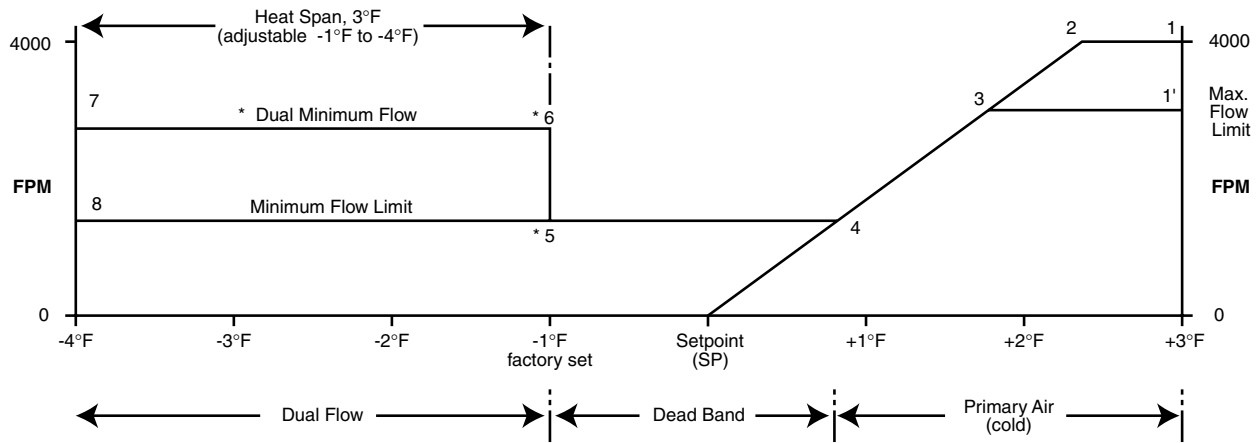 Heat Span, 3°F
(adjustable -1°F to -4°F)
4000
2
1
4000
7
3
1'
Max.
Flow
Limit
* Dual Minimum Flow
* 6
FPM
FPM
8
Minimum Flow Limit
* 5
4
0
0
-4°F
-3°F
-2°F
-1°F
factory set
Setpoint
(SP)
+1°F
+2°F
+3°F
Dual Flow
Dead Band
Primary Air
(cold)